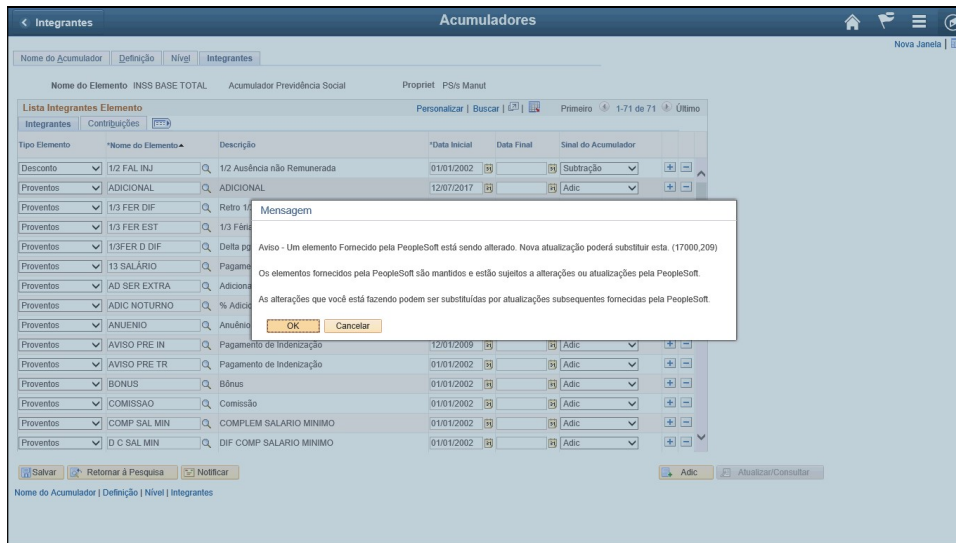 Integrantes
Acumuladores
Nova Janela
Nome do Acumulador Definição Nível Integrantes
Nome do Elemento INSS BASE TOTAL Acumulador Previdência Social Propriet PS/s Manut
Lista Integrantes Elemento Personalizar | Buscar | Primeiro 1-71 de 71 Último
Integrantes Contribuições
Tipo Elemento *Nome do Elemento Descrição *Data Inicial Data Final Sinal do Acumulador
Desconto 1/2 FAL INJ 1/2 Ausência não Remunerada 01/01/2002 Subtração
Proventos ADICIONAL ADICIONAL 12/07/2017 Adic
Proventos 1/3 FER DIF Retro 1/
Proventos 1/3 FER EST 1/3 Féria
Proventos 1/3FER D DIF Delta pg
Proventos 13 SALÁRIO Pagame
Proventos AD SER EXTRA Adiciona
Proventos ADIC NOTURNO % Adicio
Proventos ANUENIO Anuênio
Mensagem
Aviso - Um elemento Fornecido pela PeopleSoft está sendo alterado. Nova atualização poderá substituir esta. (17000,209)
Os elementos fornecidos pela PeopleSoft são mantidos e estão sujeitos a alterações ou atualizações pela PeopleSoft.
As alterações que você está fazendo podem ser substituídas por atualizações subsequentes fornecidas pela PeopleSoft.
OK Cancelar
Proventos AVISO PRE IN Pagamento de Indenização 12/01/2009 Adic
Proventos AVISO PRE TR Pagamento de Indenização 01/01/2002 Adic
Proventos BONUS Bônus 01/01/2002 Adic
Proventos COMISSAO Comissão 01/01/2002 Adic
Proventos COMP SAL MIN COMPLEM SALARIO MINIMO 01/01/2002 Adic
Proventos D C SAL MIN DIF COMP SALARIO MINIMO 01/01/2002 Adic
Salvar Retornar à Pesquisa Notificar Adic Atualizar/Consultar
Nome do Acumulador | Definição | Nível | Integrantes